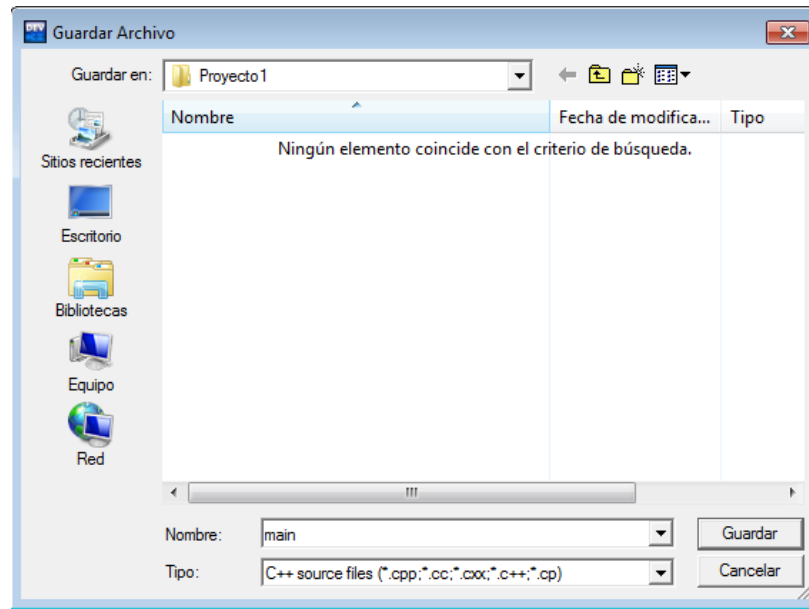 Guardar Archivo
Guardar en: Proyecto1
Nombre Fecha de modifica... Tipo
Ningún elemento coincide con el criterio de búsqueda.
Sitios recientes
Escritorio
Bibliotecas
Equipo
Red
Nombre: main Guardar
Tipo: C++ source files (*.cpp;*.cc;*.cxx;*.c++;*.cp) Cancelar